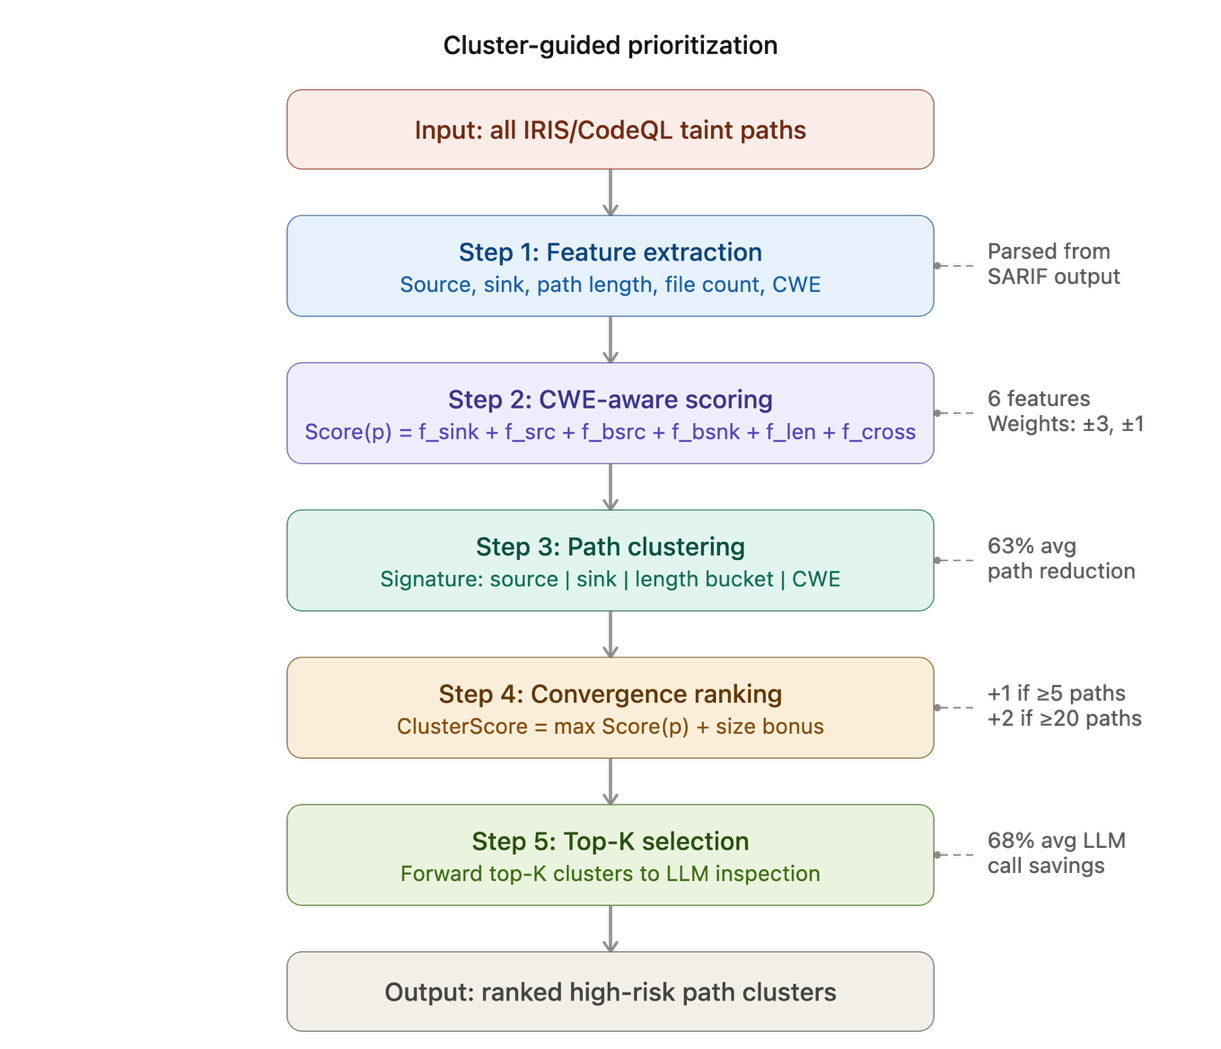 Cluster-guided prioritization
Input: all IRIS/CodeQL taint paths
Step 1: Feature extraction
Source, sink, path length, file count, CWE
Parsed from
SARIF output
Step 2: CWE-aware scoring
Score(p) = f_sink + f_src + f_bsrc + f_bsnk + f_len + f_cross
6 features
Weights: ±3, ±1
Step 3: Path clustering
Signature: source | sink | length bucket | CWE
63% avg
path reduction
Step 4: Convergence ranking
ClusterScore = max Score(p) + size bonus
+1 if ≥5 paths
+2 if ≥20 paths
Step 5: Top-K selection
Forward top-K clusters to LLM inspection
68% avg LLM
call savings
Output: ranked high-risk path clusters